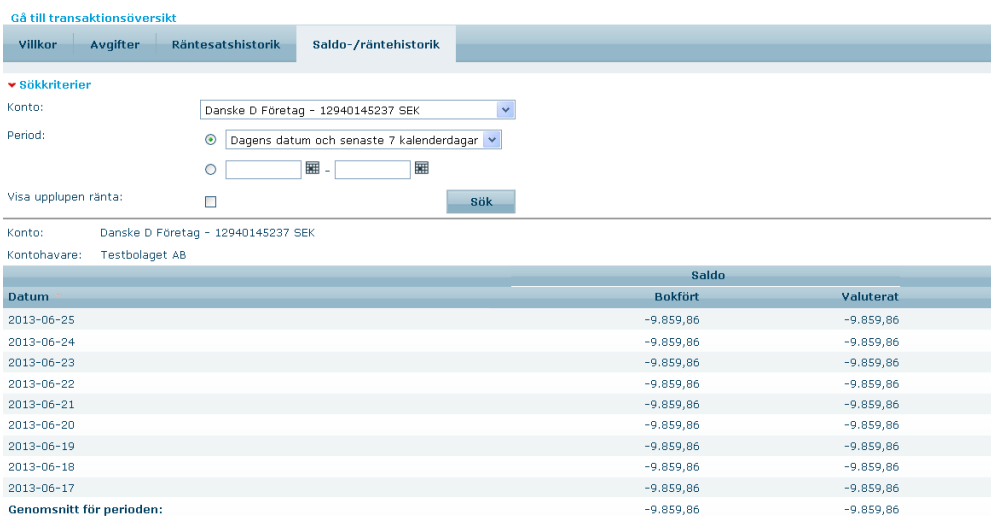 Gå till transaktionsöversikt
Villkor Avgifter Räntesatshistorik Saldo-/räntehistorik
Sökkriterier
Konto: Danske D Företag - 12940145237 SEK
Period: Dagens datum och senaste 7 kalenderdagar
-
Visa upplupen ränta: Sök
Konto: Danske D Företag - 12940145237 SEK
Kontohavare: Testbolaget AB
Saldo
Datum Bokfört Valuterat
2013-06-25 -9.859,86 -9.859,86
2013-06-24 -9.859,86 -9.859,86
2013-06-23 -9.859,86 -9.859,86
2013-06-22 -9.859,86 -9.859,86
2013-06-21 -9.859,86 -9.859,86
2013-06-20 -9.859,86 -9.859,86
2013-06-19 -9.859,86 -9.859,86
2013-06-18 -9.859,86 -9.859,86
2013-06-17 -9.859,86 -9.859,86
Genomsnitt för perioden: -9.859,86 -9.859,86